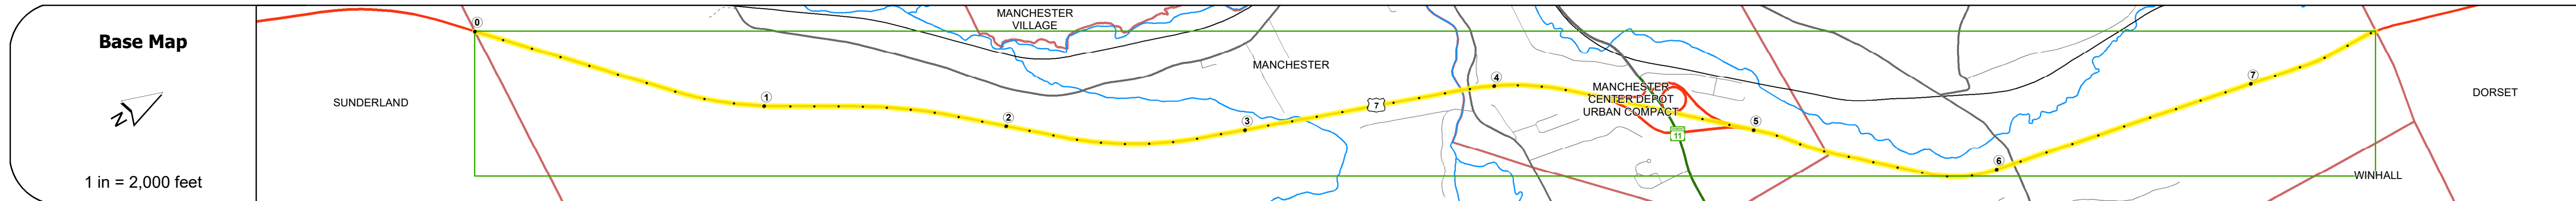 Base Map
N
1 in = 2,000 feet
SUNDERLAND
0
1
2
MANCHESTER
VILLAGE
MANCHESTER
3
7
4
MANCHESTER
CENTER DEPOT
URBAN COMPACT
11
5
6
7
WINHALL
DORSET